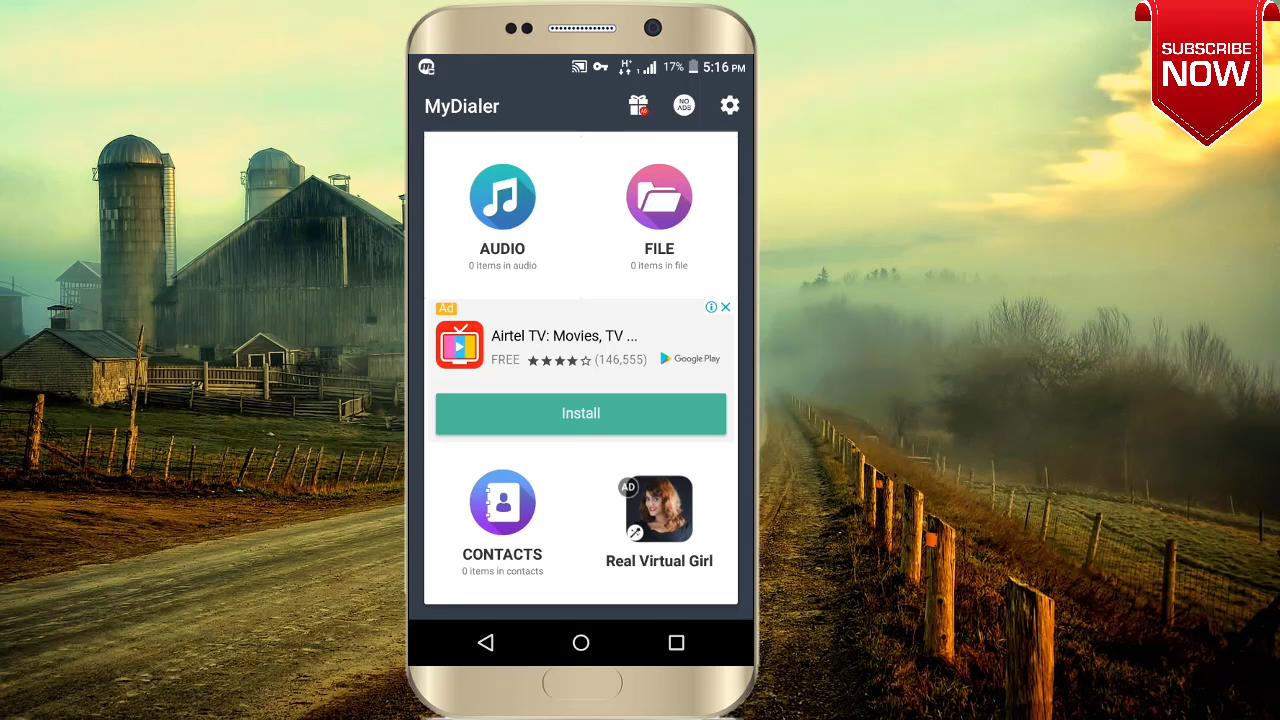 SUBSCRIBE
NOW
H+
1
17%
5:16 PM
MyDialer
NO
ADS
AD
AUDIO
0 items in audio
FILE
0 items in file
Ad
Airtel TV: Movies, TV ...
FREE
(146,555)
Google Play
Install
AD
CONTACTS
0 items in contacts
Real Virtual Girl